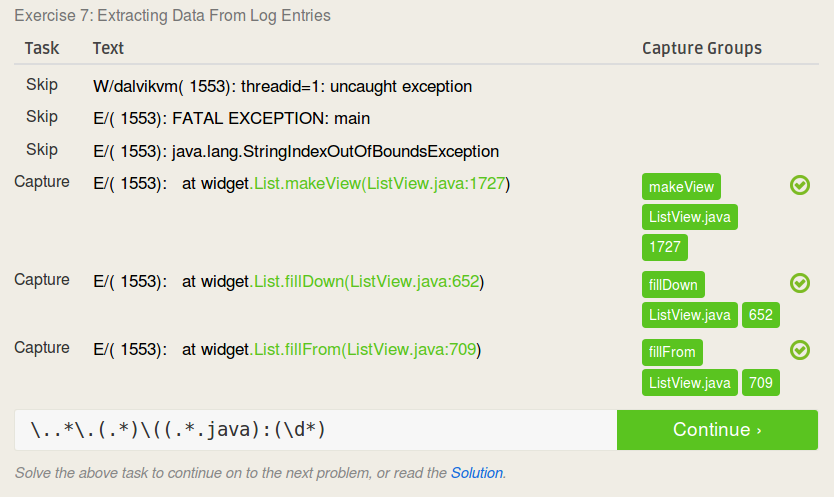 Exercise 7: Extracting Data From Log Entries
Task Text Capture Groups
Skip W/dalvikvm( 1553): threadid=1: uncaught exception
Skip E/( 1553): FATAL EXCEPTION: main
Skip E/( 1553): java.lang.StringIndexOutOfBoundsException
Capture E/( 1553):   at widget.List.makeView(ListView.java:1727) makeView
ListView.java
1727
Capture E/( 1553):   at widget.List.fillDown(ListView.java:652) fillDown
ListView.java 652
Capture E/( 1553):   at widget.List.fillFrom(ListView.java:709) fillFrom
ListView.java 709
\..*\.(.*)\((.*.java):(\d*) Continue ›
Solve the above task to continue on to the next problem, or read the Solution.